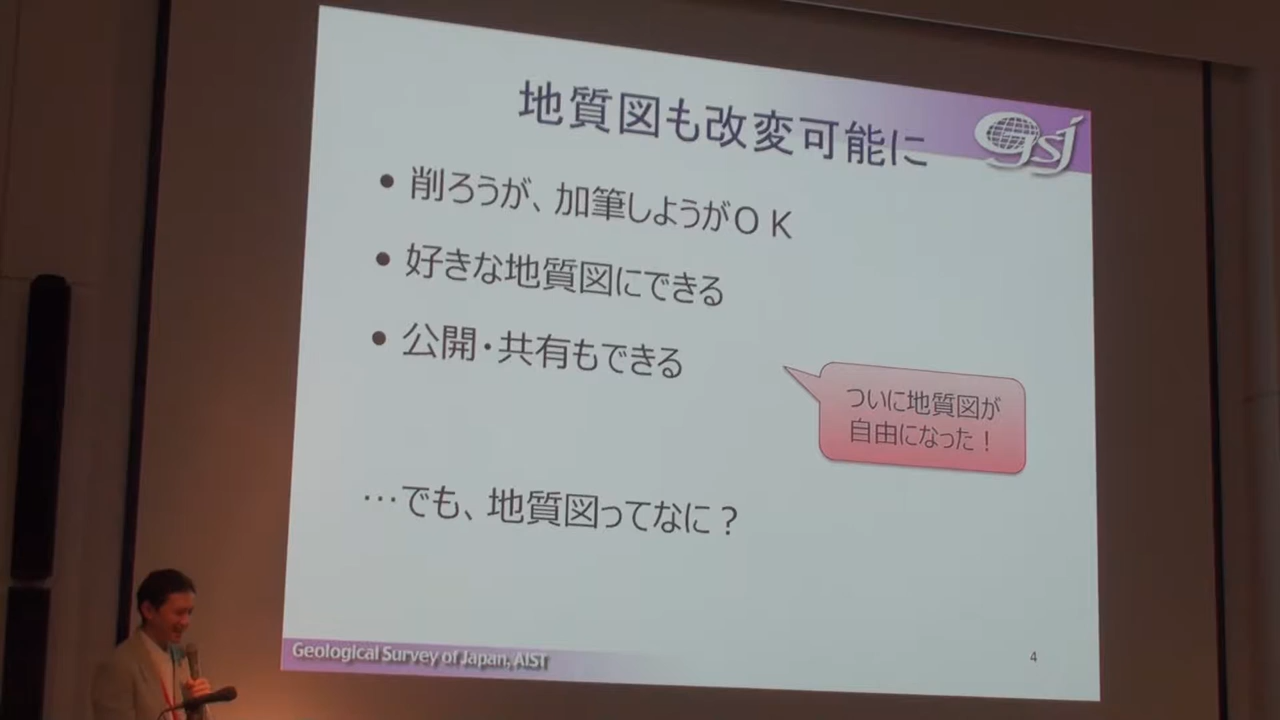 地質図も改変可能に
gsj
• 削ろうが、加筆しようがＯＫ
• 好きな地質図にできる
• 公開・共有もできる
ついに地質図が
自由になった！
…でも、地質図ってなに？
Geological Survey of Japan, AIST
4